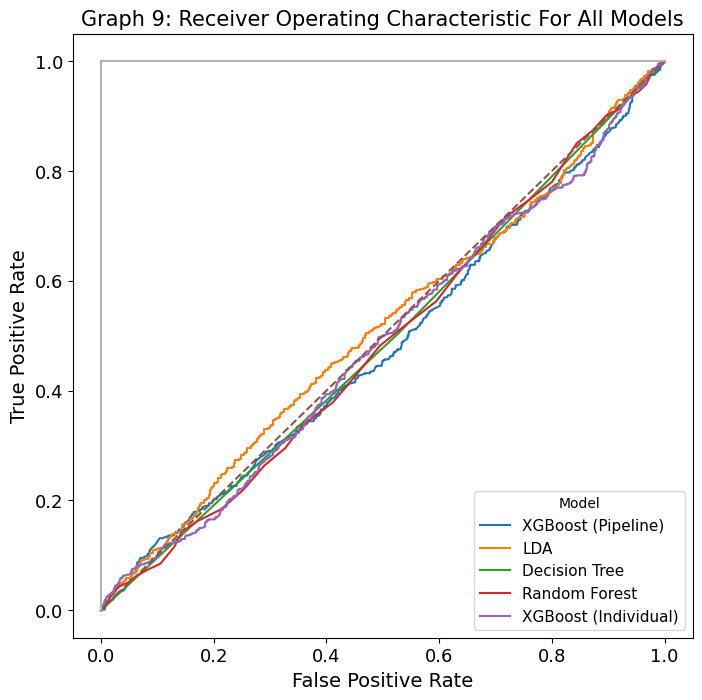 Graph 9: Receiver Operating Characteristic For All Models
True Positive Rate
1.0
0.8
0.6
0.4
0.2
0.0
0.0 0.2 0.4 0.6 0.8 1.0
False Positive Rate
Model
XGBoost (Pipeline)
LDA
Decision Tree
Random Forest
XGBoost (Individual)